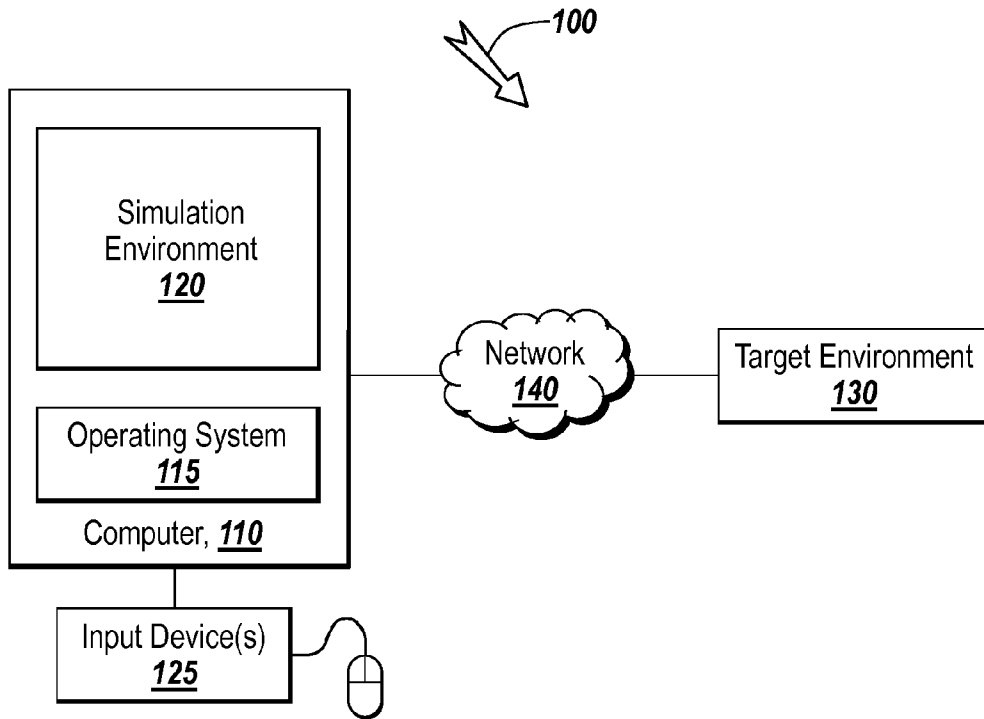 100
Simulation
Environment
120
Operating System
115
Computer, 110
Network
140
Target Environment
130
Input Device(s)
125